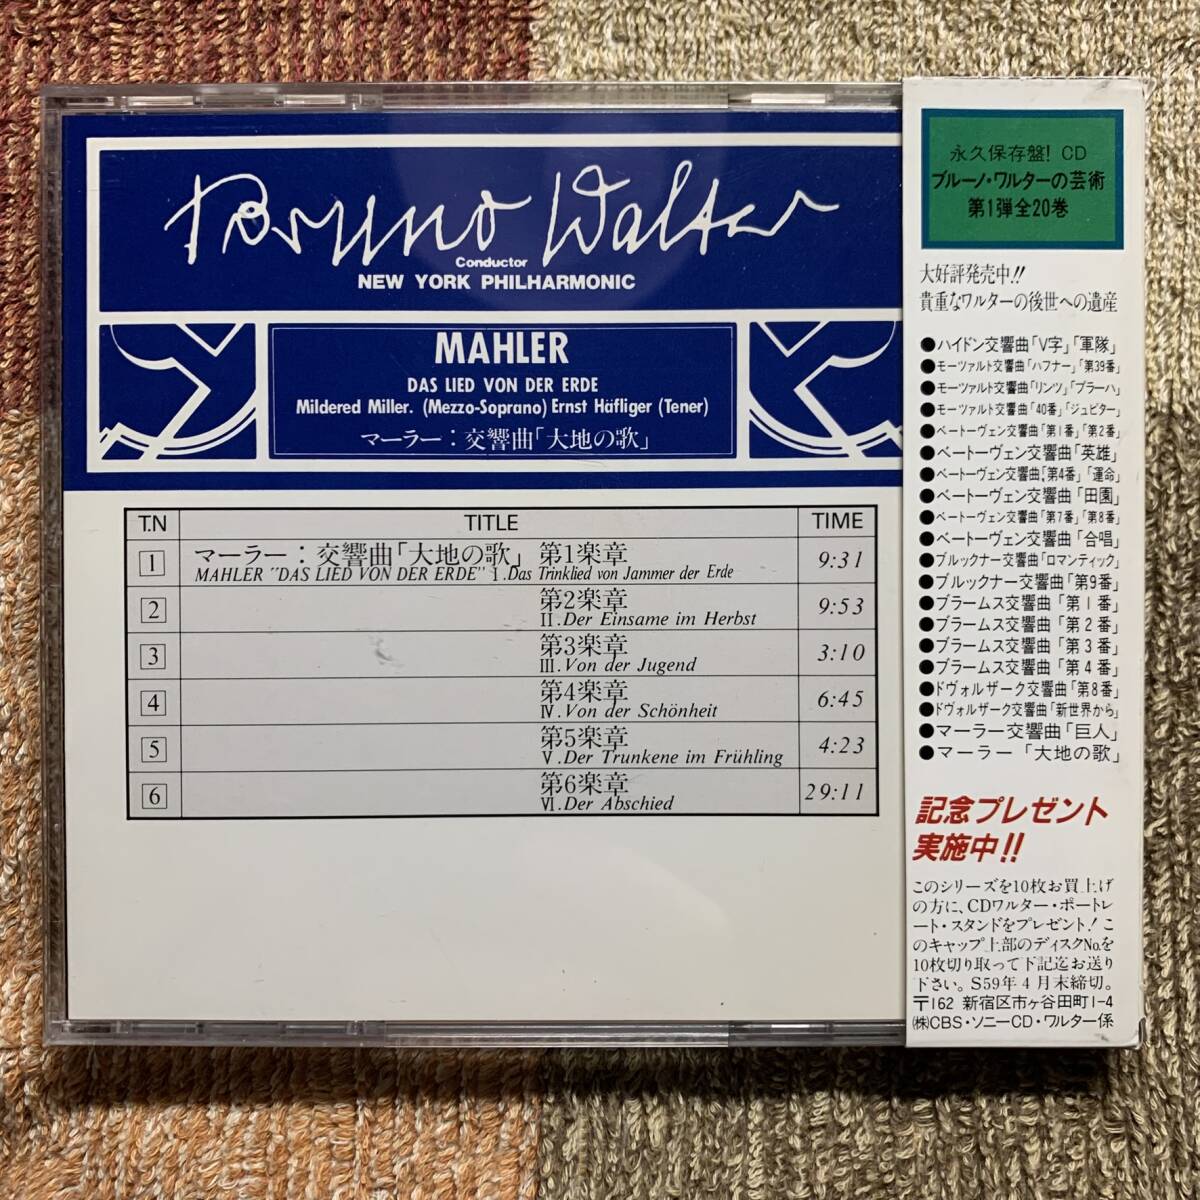 Bruno Walter
Conductor
NEW YORK PHILHARMONIC
MAHLER
DAS LIED VON DER ERDE
Mildered Miller. (Mezzo-Soprano) Ernst Häfliger (Tener)
マーラー：交響曲「大地の歌」
T.N TITLE TIME
1 マーラー：交響曲「大地の歌」 第1楽章 9:31
MAHLER "DAS LIED VON DER ERDE" I.Das Trinklied von Jammer der Erde
2 第2楽章 9:53
II.Der Einsame im Herbst
3 第3楽章 3:10
III.Von der Jugend
4 第4楽章 6:45
IV.Von der Schönheit
5 第5楽章 4:23
V.Der Trunkene im Frühling
6 第6楽章 29:11
VI.Der Abschied
永久保存盤! CD
ブルーノ・ワルターの芸術
第1弾全20巻
大好評発売中!!
貴重なワルターの後世への遺産
●ハイドン交響曲「V字」「軍隊」
●モーツァルト交響曲「ハフナー」「第39番」
●モーツァルト交響曲「リンツ」「プラーハ」
●モーツァルト交響曲「40番」「ジュピター」
●ベートーヴェン交響曲「第1番」「第2番」
●ベートーヴェン交響曲「英雄」
●ベートーヴェン交響曲「第4番」「運命」
●ベートーヴェン交響曲「田園」
●ベートーヴェン交響曲「第7番」「第8番」
●ベートーヴェン交響曲「合唱」
●ブルックナー交響曲「ロマンティック」
●ブルックナー交響曲「第9番」
●ブラームス交響曲「第1番」
●ブラームス交響曲「第2番」
●ブラームス交響曲「第3番」
●ブラームス交響曲「第4番」
●ドヴォルザーク交響曲「第8番」
●ドヴォルザーク交響曲「新世界から」
●マーラー交響曲「巨人」
●マーラー「大地の歌」
記念プレゼント
実施中!!
このシリーズを10枚お買上げ
の方に、CDワルター・ポートレ
ート・スタンドをプレゼント! こ
のキャップ上部のディスクNo.を
10枚切り取って下記迄お送り
下さい。S59年4月末締切。
〒162 新宿区市ヶ谷田町1-4
㈱CBS・ソニーCD・ワルター係